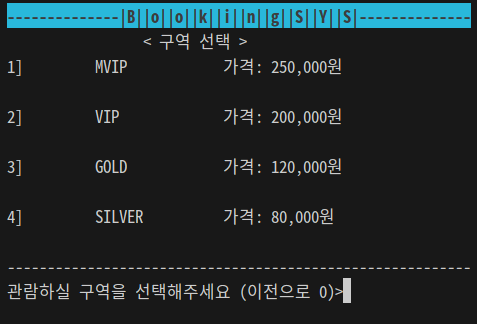 --------------|B||o||o||k||i||n||g||S||Y||S|--------------
< 구역 선택 >
1] MVIP 가격: 250,000원
2] VIP 가격: 200,000원
3] GOLD 가격: 120,000원
4] SILVER 가격: 80,000원
----------------------------------------------------------
관람하실 구역을 선택해주세요 (이전으로 0)>